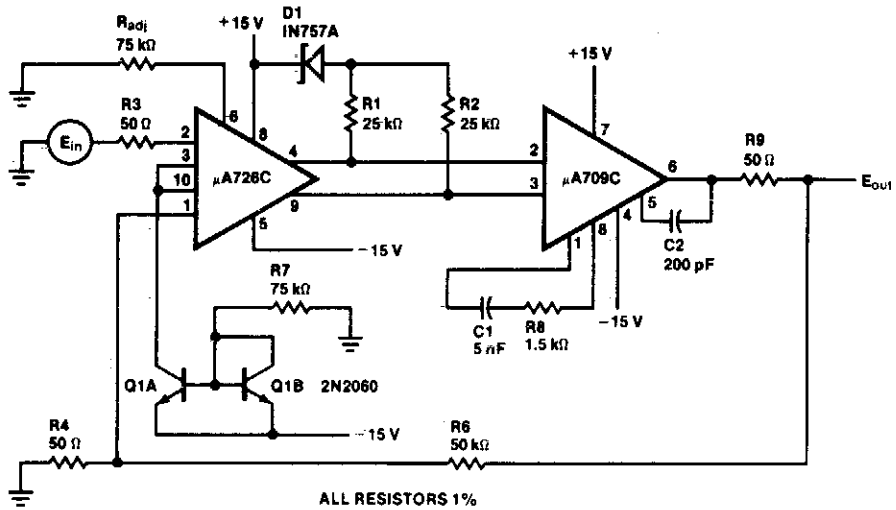 D1
IN757A
+15 V
Radj
75 kΩ
+15 V
R3
50 Ω
R1
25 kΩ
R2
25 kΩ
Ein
6
8
7
2
3
10
1
μA726C
4
9
5
2
3
μA709C
6
5
4
8
1
R9
50 Ω
Eout
−15 V
C2
200 pF
R7
75 kΩ
C1
5 nF
R8
1.5 kΩ
−15 V
Q1A
Q1B
2N2060
−15 V
R4
50 Ω
R6
50 kΩ
ALL RESISTORS 1%